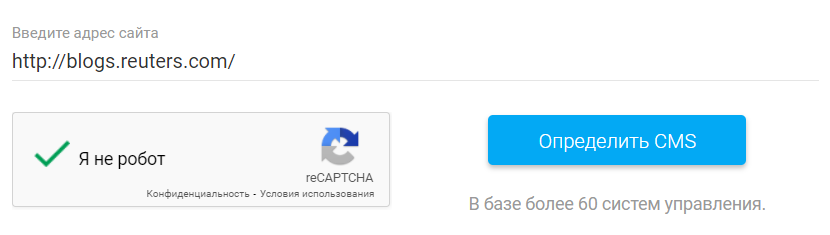 Введите адрес сайта
http://blogs.reuters.com/
Я не робот
reCAPTCHA
Конфиденциальность - Условия использования
Определить CMS
В базе более 60 систем управления.